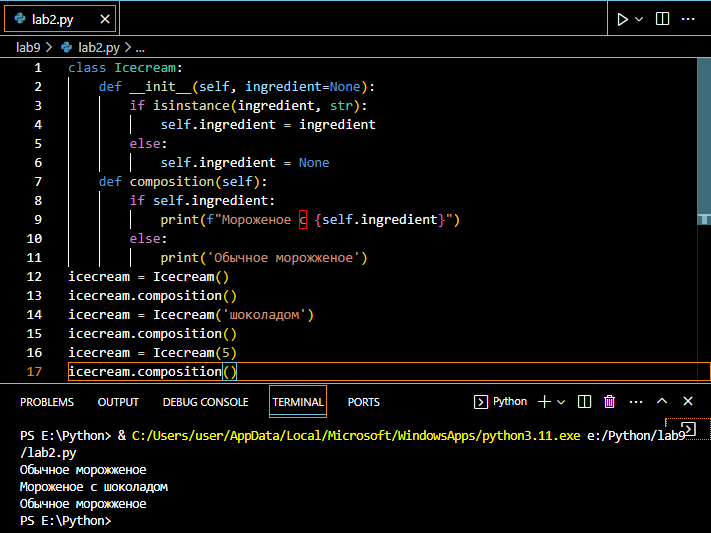 lab2.py
lab9 > lab2.py > ...
1 class Icecream:
2     def __init__(self, ingredient=None):
3         if isinstance(ingredient, str):
4             self.ingredient = ingredient
5         else:
6             self.ingredient = None
7     def composition(self):
8         if self.ingredient:
9             print(f"Мороженое с {self.ingredient}")
10         else:
11             print('Обычное морожженое')
12 icecream = Icecream()
13 icecream.composition()
14 icecream = Icecream('шоколадом')
15 icecream.composition()
16 icecream = Icecream(5)
17 icecream.composition()
PROBLEMS OUTPUT DEBUG CONSOLE TERMINAL PORTS Python
PS E:\Python> & C:/Users/user/AppData/Local/Microsoft/WindowsApps/python3.11.exe e:/Python/lab9
/lab2.py
Обычное морожженое
Мороженое с шоколадом
Обычное морожженое
PS E:\Python>